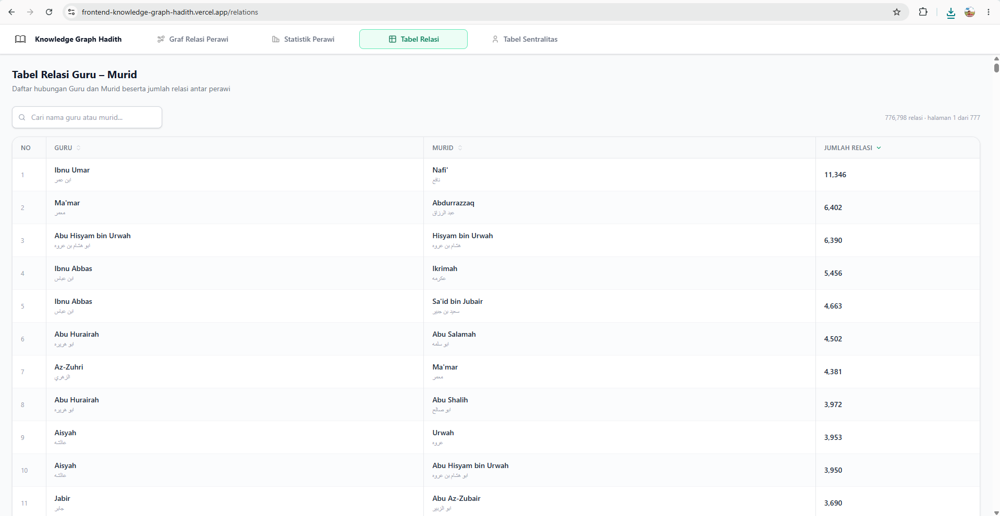 frontend-knowledge-graph-hadith.vercel.app/relations
Knowledge Graph Hadith
Graf Relasi Perawi
Statistik Perawi
Tabel Relasi
Tabel Sentralitas
Tabel Relasi Guru – Murid
Daftar hubungan Guru dan Murid beserta jumlah relasi antar perawi
Cari nama guru atau murid...
776,798 relasi · halaman 1 dari 777
NO GURU MURID JUMLAH RELASI
1 Ibnu Umar Nafi' 11,346
ابن عمر نافع
2 Ma'mar Abdurrazzaq 6,402
معمر عبد الرزاق
3 Abu Hisyam bin Urwah Hisyam bin Urwah 6,390
ابو هشام بن عروه هشام بن عروه
4 Ibnu Abbas Ikrimah 5,456
ابن عباس عكرمه
5 Ibnu Abbas Sa'id bin Jubair 4,663
ابن عباس سعيد بن جبير
6 Abu Hurairah Abu Salamah 4,502
ابو هريره ابو سلمه
7 Az-Zuhri Ma'mar 4,381
الزهري معمر
8 Abu Hurairah Abu Shalih 3,972
ابو هريره ابو صالح
9 Aisyah Urwah 3,953
عائشه عروه
10 Aisyah Abu Hisyam bin Urwah 3,950
عائشه ابو هشام بن عروه
11 Jabir Abu Az-Zubair 3,690
جابر ابو الزبير